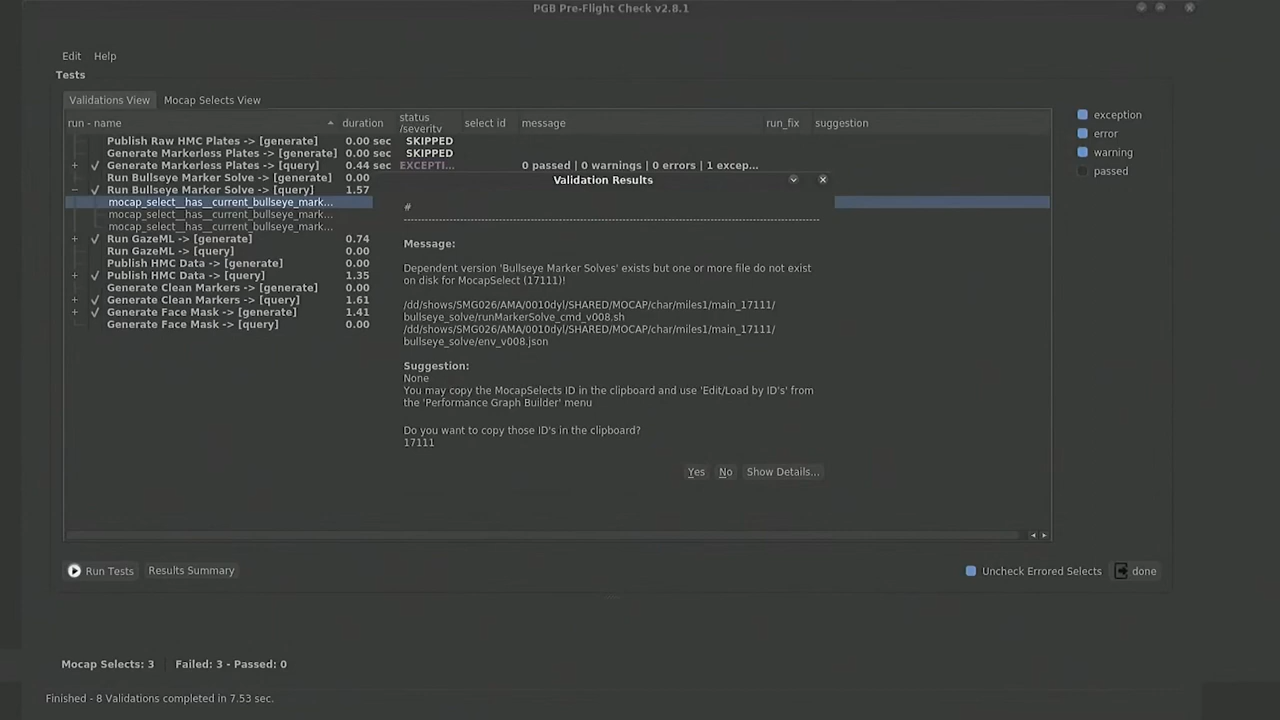 PGB Pre-Flight Check v2.8.1
Edit Help
Tests
Validations View Mocap Selects View
run - name duration status /severity select id message run_fix suggestion
Publish Raw HMC Plates -> [generate] 0.00 sec SKIPPED
Generate Markerless Plates -> [generate] 0.00 sec SKIPPED
Generate Markerless Plates -> [query] 0.44 sec EXCEPTI... 0 passed | 0 warnings | 0 errors | 1 excep...
Run Bullseye Marker Solve -> [generate] 0.00
Run Bullseye Marker Solve -> [query] 1.57
mocap_select__has__current_bullseye_mark...
mocap_select__has__current_bullseye_mark...
mocap_select__has__current_bullseye_mark...
Run GazeML -> [generate] 0.74
Run GazeML -> [query] 0.00
Publish HMC Data -> [generate] 0.00
Publish HMC Data -> [query] 1.35
Generate Clean Markers -> [generate] 0.00
Generate Clean Markers -> [query] 1.61
Generate Face Mask -> [generate] 1.41
Generate Face Mask -> [query] 0.00
Validation Results
#
--------------------------------------------------------------------------------
Message:
Dependent version 'Bullseye Marker Solves' exists but one or more file do not exist
on disk for MocapSelect (17111)!
/dd/shows/SMG026/AMA/0010dyl/SHARED/MOCAP/char/miles1/main_17111/
bullseye_solve/runMarkerSolve_cmd_v008.sh
/dd/shows/SMG026/AMA/0010dyl/SHARED/MOCAP/char/miles1/main_17111/
bullseye_solve/env_v008.json
Suggestion:
None
You may copy the MocapSelects ID in the clipboard and use 'Edit/Load by ID's' from
the 'Performance Graph Builder' menu
Do you want to copy those ID's in the clipboard?
17111
Yes No Show Details...
exception
error
warning
passed
Run Tests Results Summary
Uncheck Errored Selects done
Mocap Selects: 3 Failed: 3 - Passed: 0
Finished - 8 Validations completed in 7.53 sec.